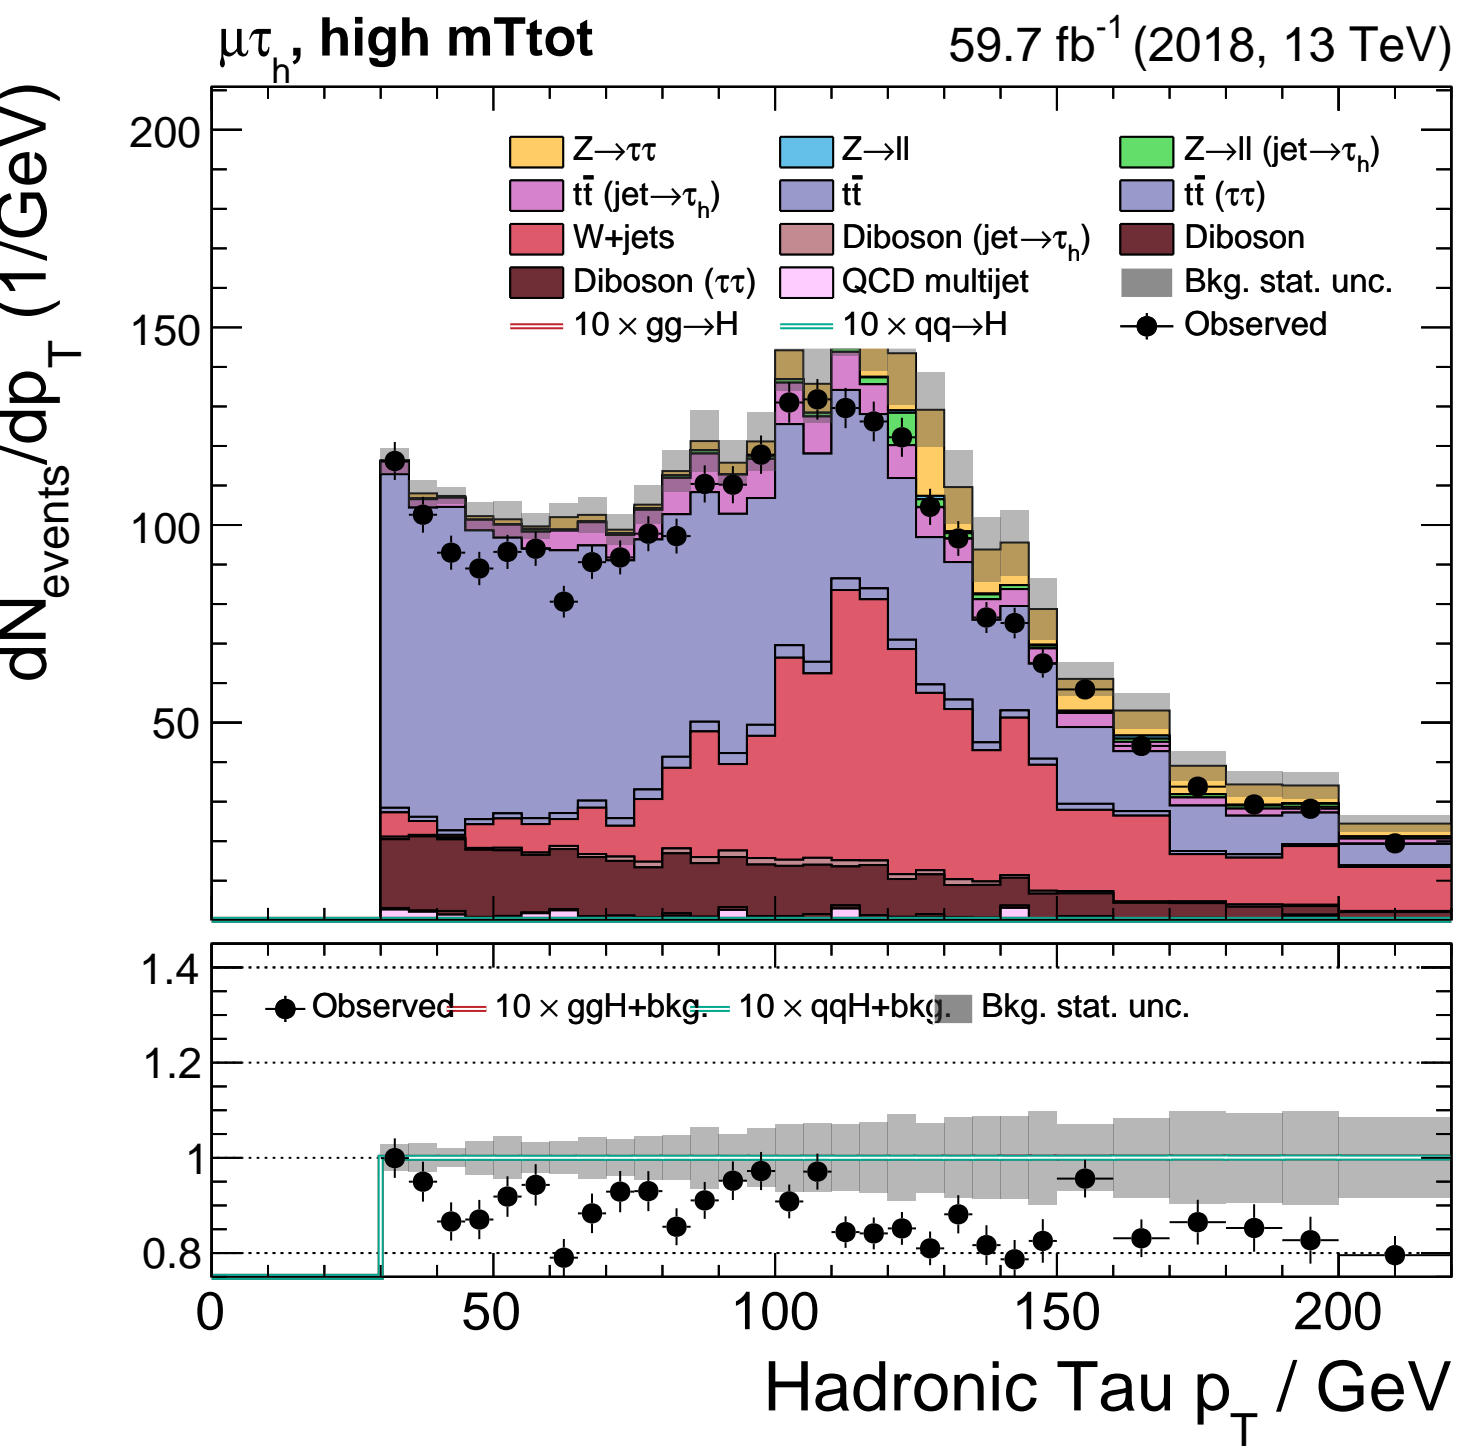 μτh, high mTtot
59.7 fb-1 (2018, 13 TeV)
dNevents/dpT (1/GeV)
200
150
100
50
Z→ττ
Z→ll
Z→ll (jet→τh)
tt̄ (jet→τh)
tt̄
tt̄ (ττ)
W+jets
Diboson (jet→τh)
Diboson
Diboson (ττ)
QCD multijet
Bkg. stat. unc.
10 × gg→H
10 × qq→H
Observed
1.4
1.2
1
0.8
Observed
10 × ggH+bkg.
10 × qqH+bkg.
Bkg. stat. unc.
0
50
100
150
200
Hadronic Tau pT / GeV